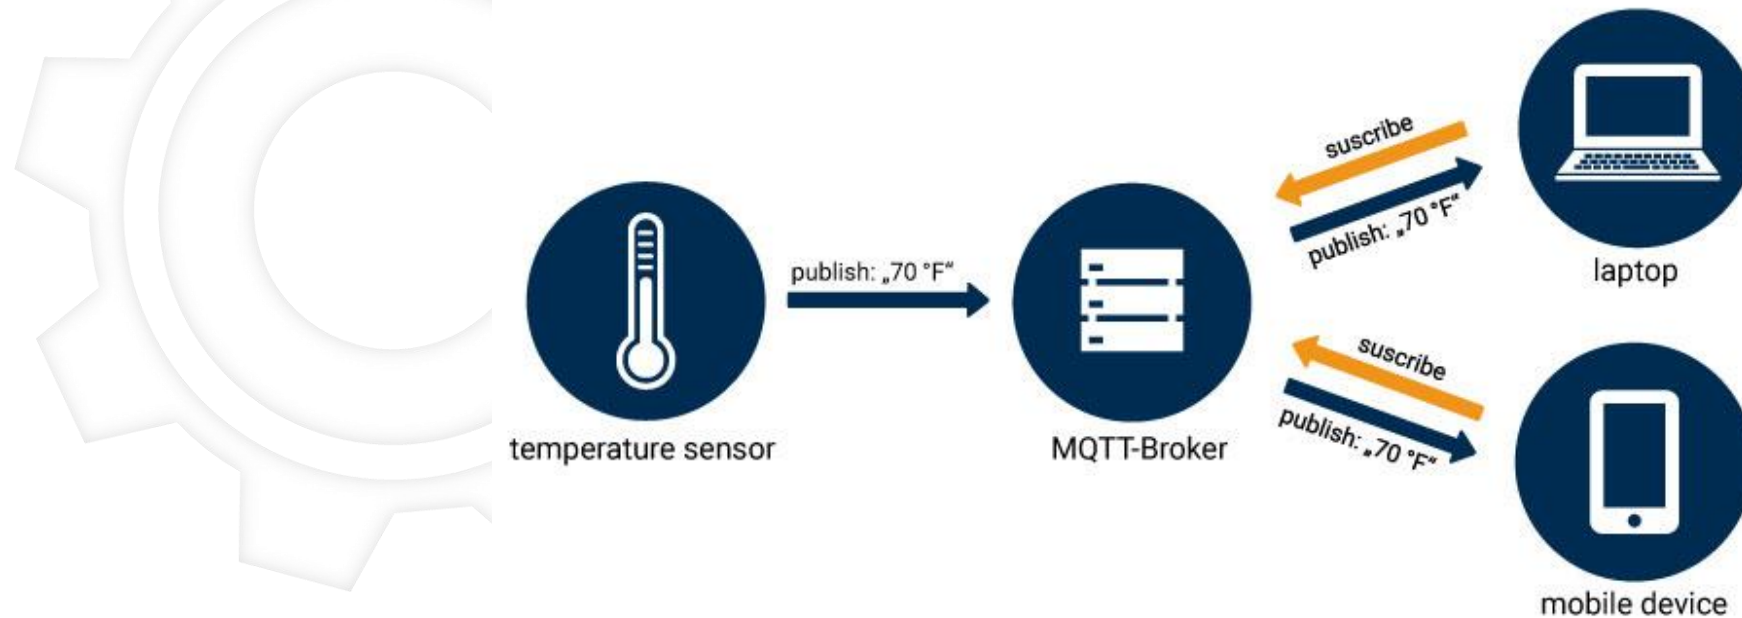 suscribe
publish: „70 °F“
laptop
publish: „70 °F“
temperature sensor
MQTT-Broker
suscribe
publish: „70 °F“
mobile device